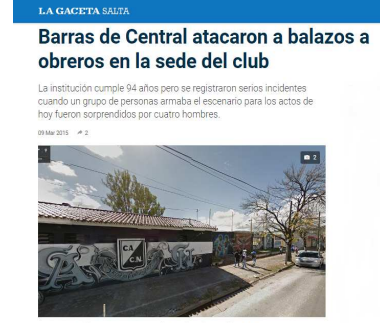 LA GACETA SALTA
Barras de Central atacaron a balazos a
obreros en la sede del club
La institución cumple 94 años pero se registraron serios incidentes
cuando un grupo de personas armaba el escenario para los actos de
hoy fueron sorprendidos por cuatro hombres.
09 Mar 2015 2
2
CACN